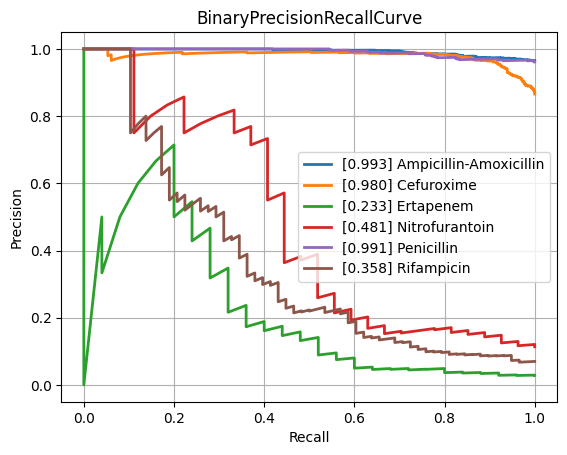 BinaryPrecisionRecallCurve
Precision
1.0
0.8
0.6
0.4
0.2
0.0
[0.993] Ampicillin-Amoxicillin
[0.980] Cefuroxime
[0.233] Ertapenem
[0.481] Nitrofurantoin
[0.991] Penicillin
[0.358] Rifampicin
0.0 0.2 0.4 0.6 0.8 1.0
Recall